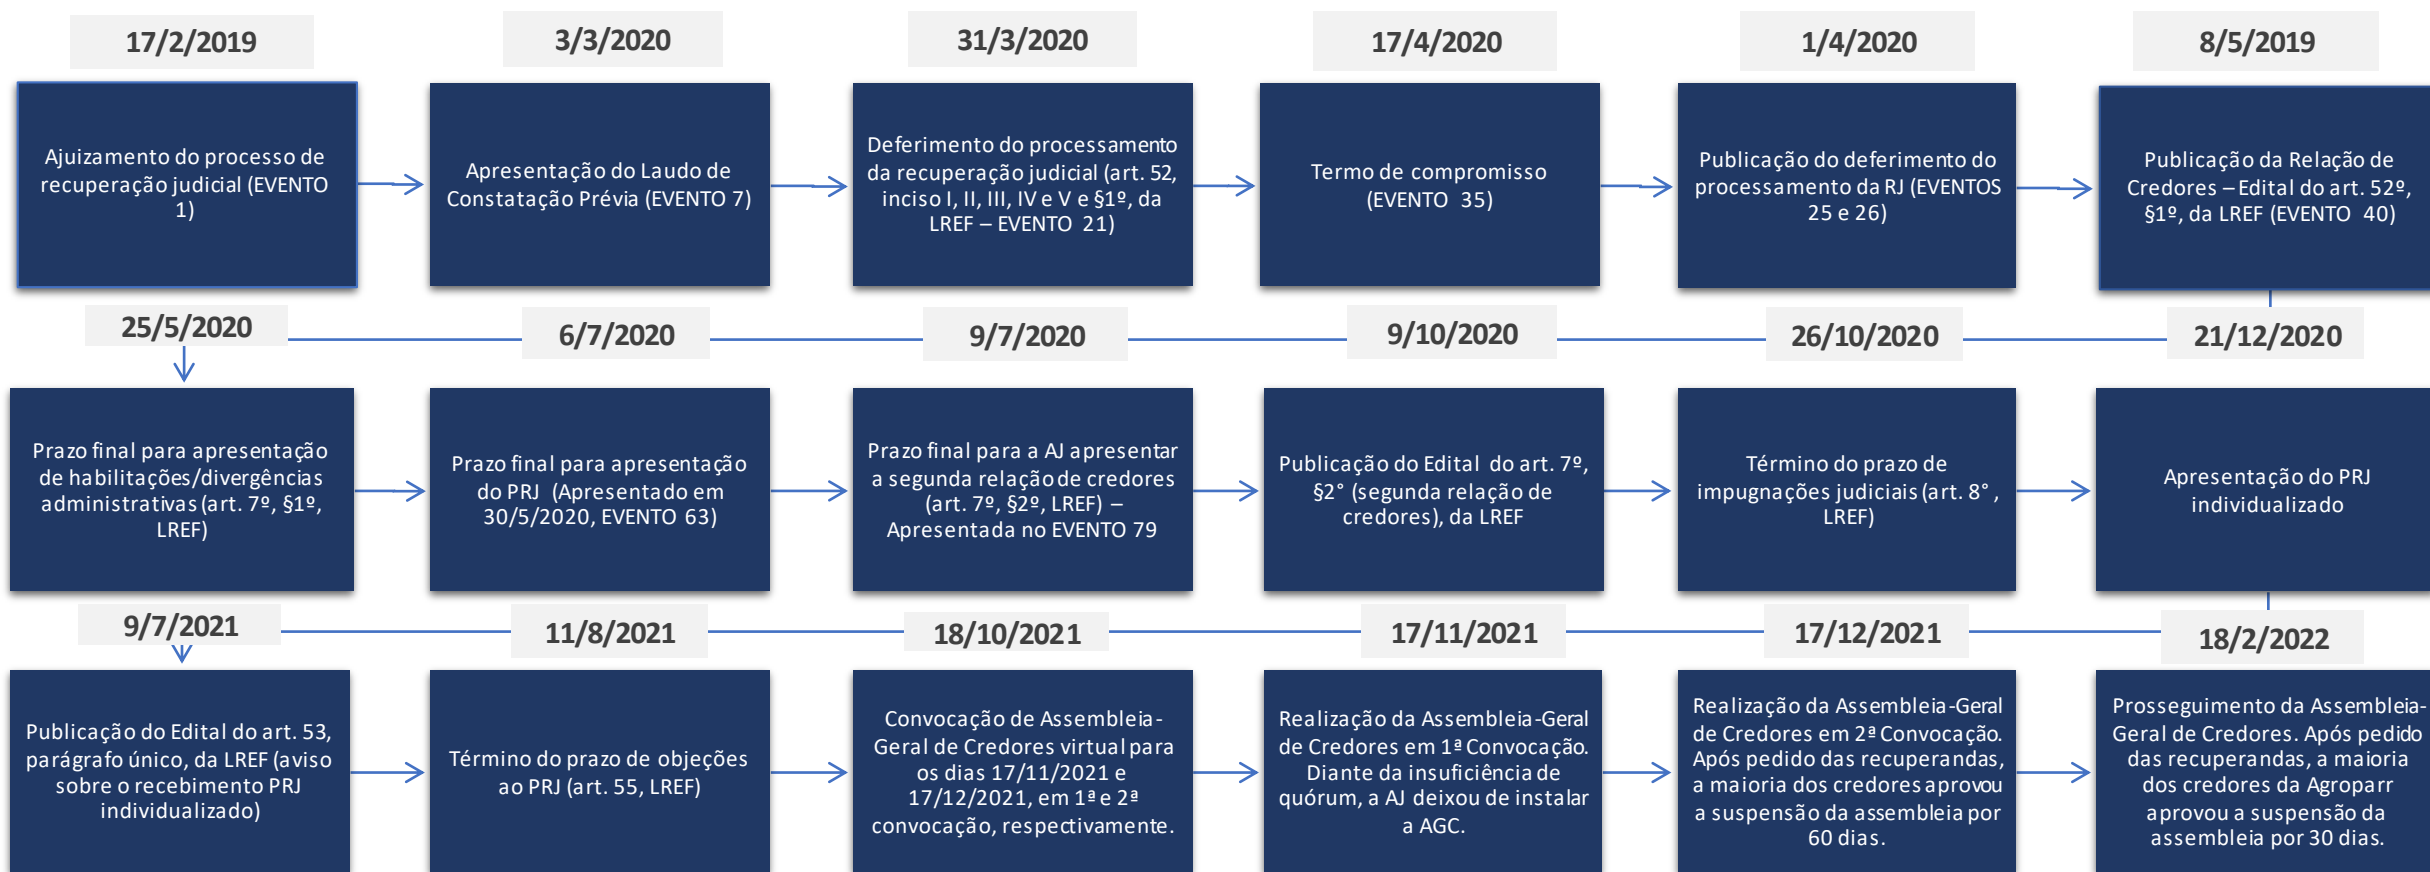 17/2/2019
3/3/2020
31/3/2020
17/4/2020
1/4/2020
8/5/2019
Ajuizamento do processo de
recuperação judicial (EVENTO
1)
Apresentação do Laudo de
Constatação Prévia (EVENTO 7)
Deferimento do processamento
da recuperação judicial (art. 52,
inciso I, II, III, IV e V e §1º, da
LREF – EVENTO 21)
Termo de compromisso
(EVENTO 35)
Publicação do deferimento do
processamento da RJ (EVENTOS
25 e 26)
Publicação da Relação de
Credores – Edital do art. 52º,
§1º, da LREF (EVENTO 40)
25/5/2020
6/7/2020
9/7/2020
9/10/2020
26/10/2020
21/12/2020
Prazo final para apresentação
de habilitações/divergências
administrativas (art. 7º, §1º,
LREF)
Prazo final para apresentação
do PRJ (Apresentado em
30/5/2020, EVENTO 63)
Prazo final para a AJ apresentar
a segunda relação de credores
(art. 7º, §2º, LREF) –
Apresentada no EVENTO 79
Publicação do Edital do art. 7º,
§2° (segunda relação de
credores), da LREF
Término do prazo de
impugnações judiciais (art. 8° ,
LREF)
Apresentação do PRJ
individualizado
9/7/2021
11/8/2021
18/10/2021
17/11/2021
17/12/2021
18/2/2022
Publicação do Edital do art. 53,
parágrafo único, da LREF (aviso
sobre o recebimento PRJ
individualizado)
Término do prazo de objeções
ao PRJ (art. 55, LREF)
Convocação de Assembleia-
Geral de Credores virtual para
os dias 17/11/2021 e
17/12/2021, em 1ª e 2ª
convocação, respectivamente.
Realização da Assembleia-Geral
de Credores em 1ª Convocação.
Diante da insuficiência de
quórum, a AJ deixou de instalar
a AGC.
Realização da Assembleia-Geral
de Credores em 2ª Convocação.
Após pedido das recuperandas,
a maioria dos credores aprovou
a suspensão da assembleia por
60 dias.
Prosseguimento da Assembleia-
Geral de Credores. Após pedido
das recuperandas, a maioria
dos credores da Agroparr
aprovou a suspensão da
assembleia por 30 dias.